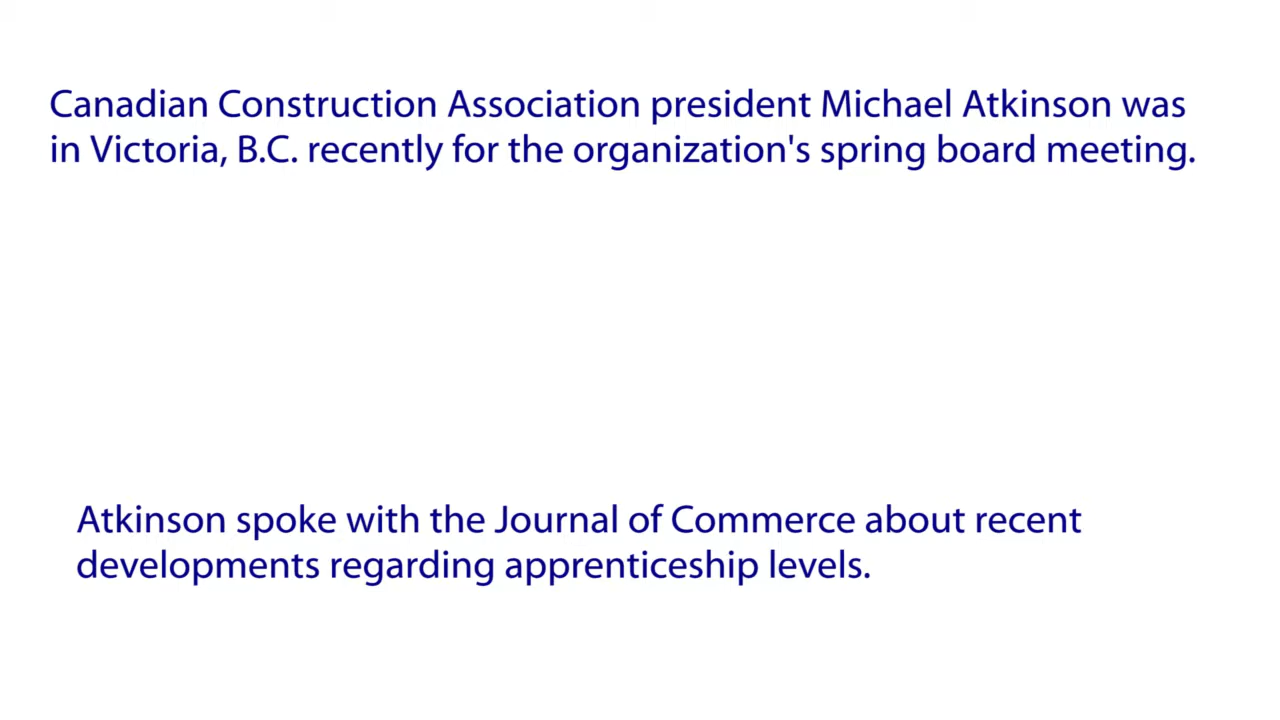 Canadian Construction Association president Michael Atkinson was
in Victoria, B.C. recently for the organization's spring board meeting.
Atkinson spoke with the Journal of Commerce about recent
developments regarding apprenticeship levels.